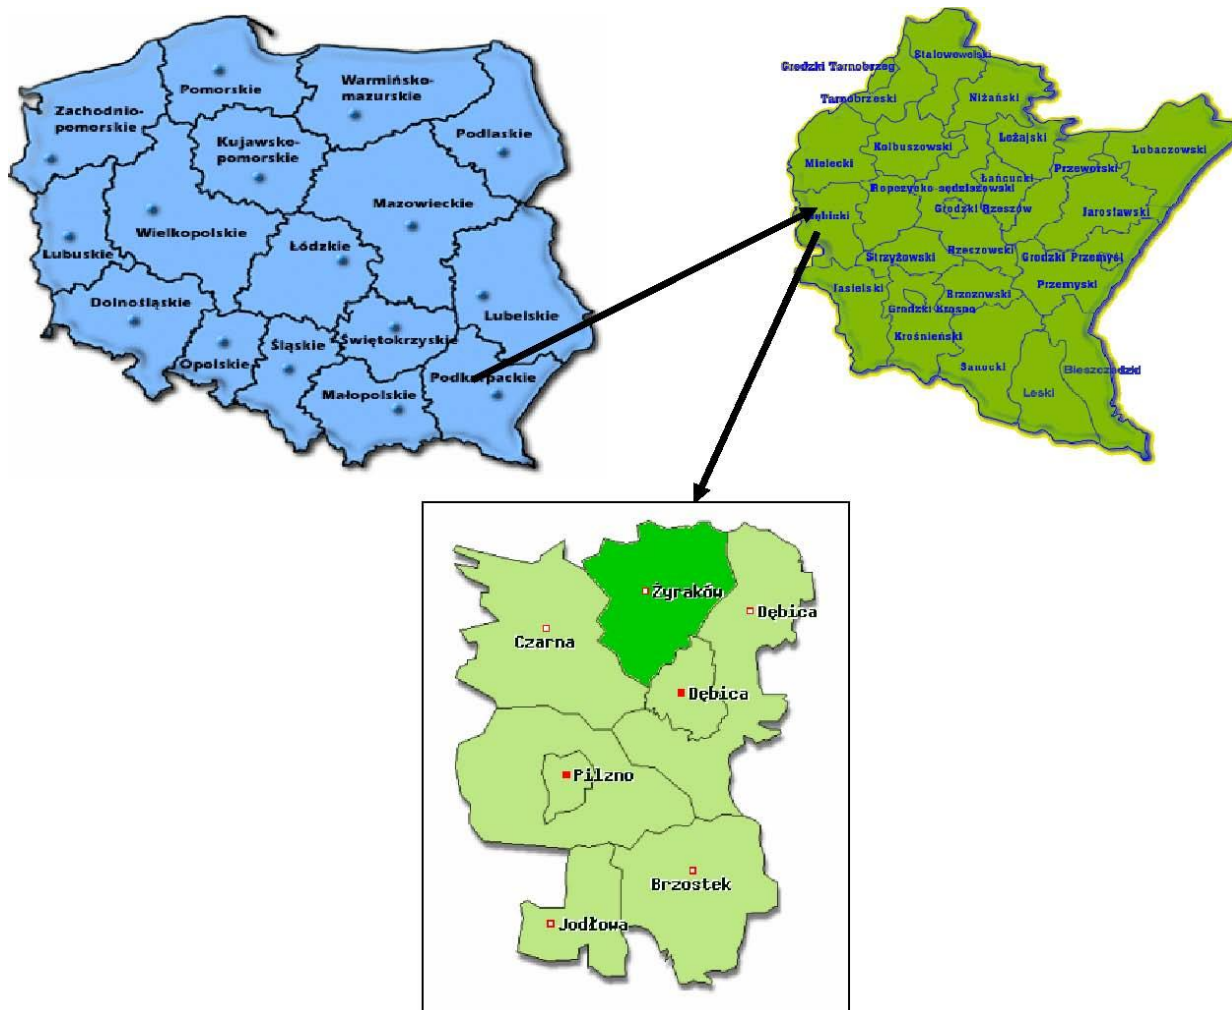 Pomorskie
Warmińsko-
mazurskie
Zachodnio-
pomorskie
Kujawsko-
pomorskie
Podlaskie
Mazowieckie
Wielkopolskie
Lubuskie
Łódzkie
Dolnośląskie
Lubelskie
Opolskie
Śląskie
Świętokrzyskie
Małopolskie
Podkarpackie
Stalowowolski
Grodzki Tarnobrzeg
Tarnobrzeski
Niżański
Kolbuszowski
Leżajski
Mielecki
Lubaczowski
Przeworski
Łańcucki
Ropczycko-sędziszowski
Dębicki
Grodzki Rzeszów
Jarosławski
Strzyżowski
Rzeszowski
Grodzki Przemyśl
Jasielski
Brzozowski
Przemyski
Grodzki Krosno
Krośnieński
Sanocki
Bieszczadzki
Leski
Żyraków
Dębica
Czarna
Dębica
Pilzno
Brzostek
Jodłowa